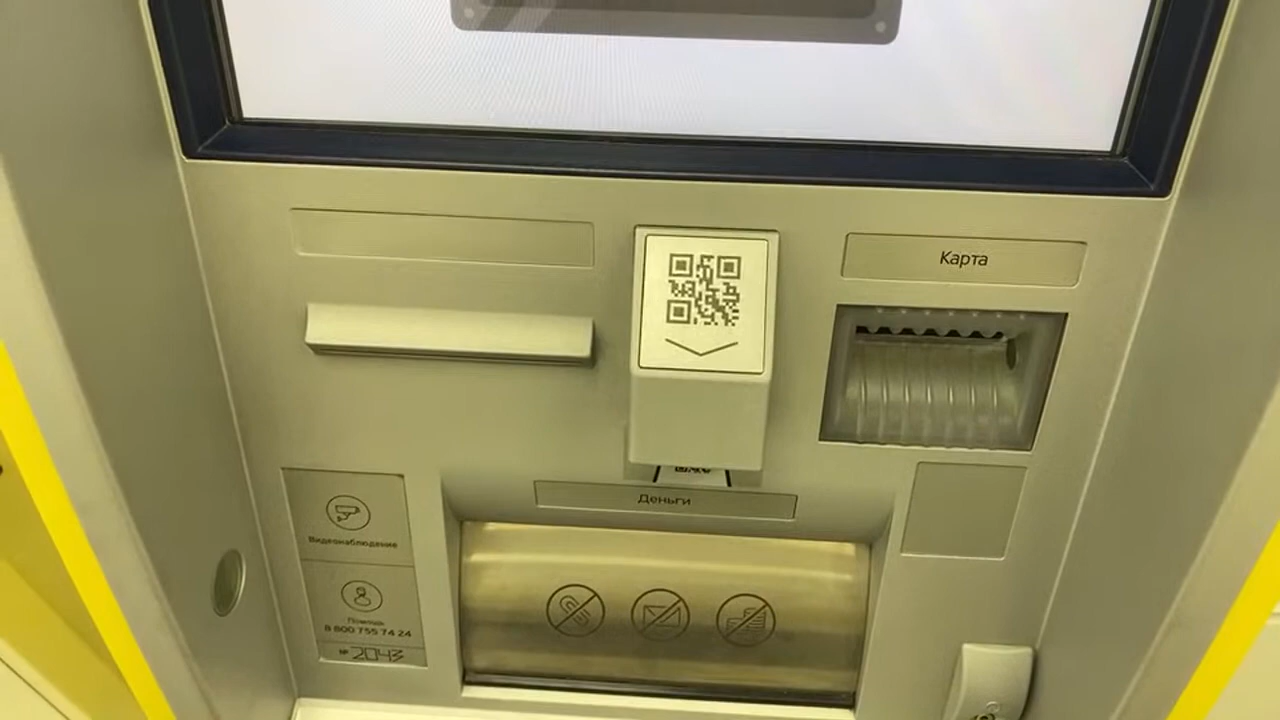 Карта
Деньги
Видеонаблюдение
Помощь
8 800 755 74 24
№ 2043